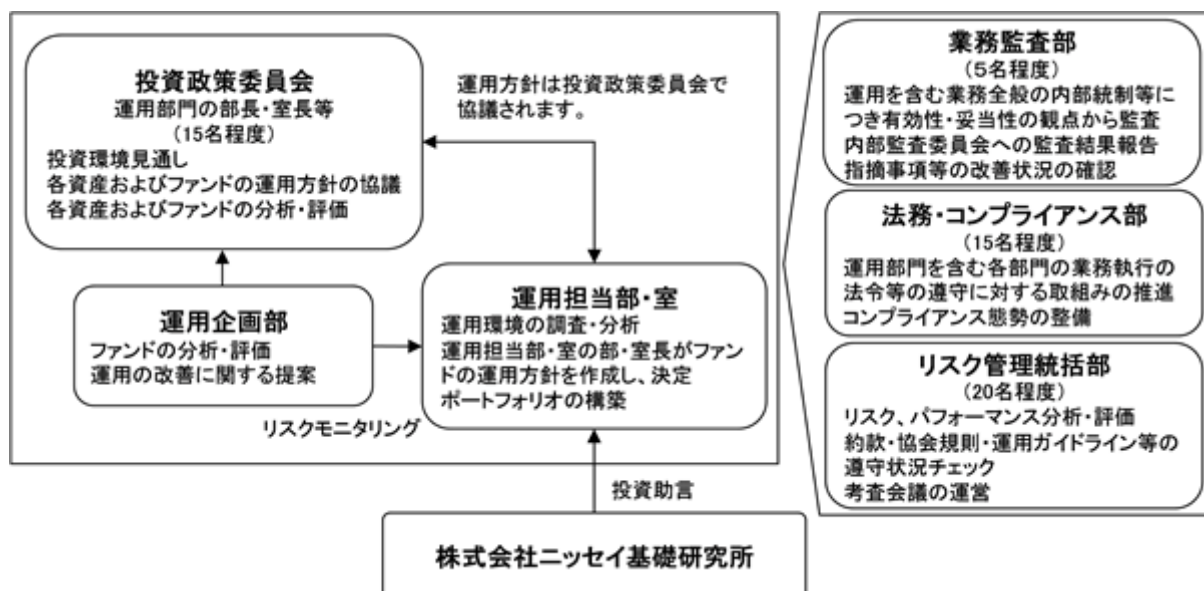 投資政策委員会
運用部門の部長・室長等
(15名程度)
投資環境見通し
各資産およびファンドの運用方針の協議
各資産およびファンドの分析・評価
運用方針は投資政策委員会で
協議されます。
運用企画部
ファンドの分析・評価
運用の改善に関する提案
運用担当部・室
運用環境の調査・分析
運用担当部・室の部・室長がファン
ドの運用方針を作成し、決定
ポートフォリオの構築
リスクモニタリング
投資助言
株式会社ニッセイ基礎研究所
業務監査部
(5名程度)
運用を含む業務全般の内部統制等に
つき有効性・妥当性の観点から監査
内部監査委員会への監査結果報告
指摘事項等の改善状況の確認
法務・コンプライアンス部
(15名程度)
運用部門を含む各部門の業務執行の
法令等の遵守に対する取組みの推進
コンプライアンス態勢の整備
リスク管理統括部
(20名程度)
リスク、パフォーマンス分析・評価
約款・協会規則・運用ガイドライン等の
遵守状況チェック
考査会議の運営